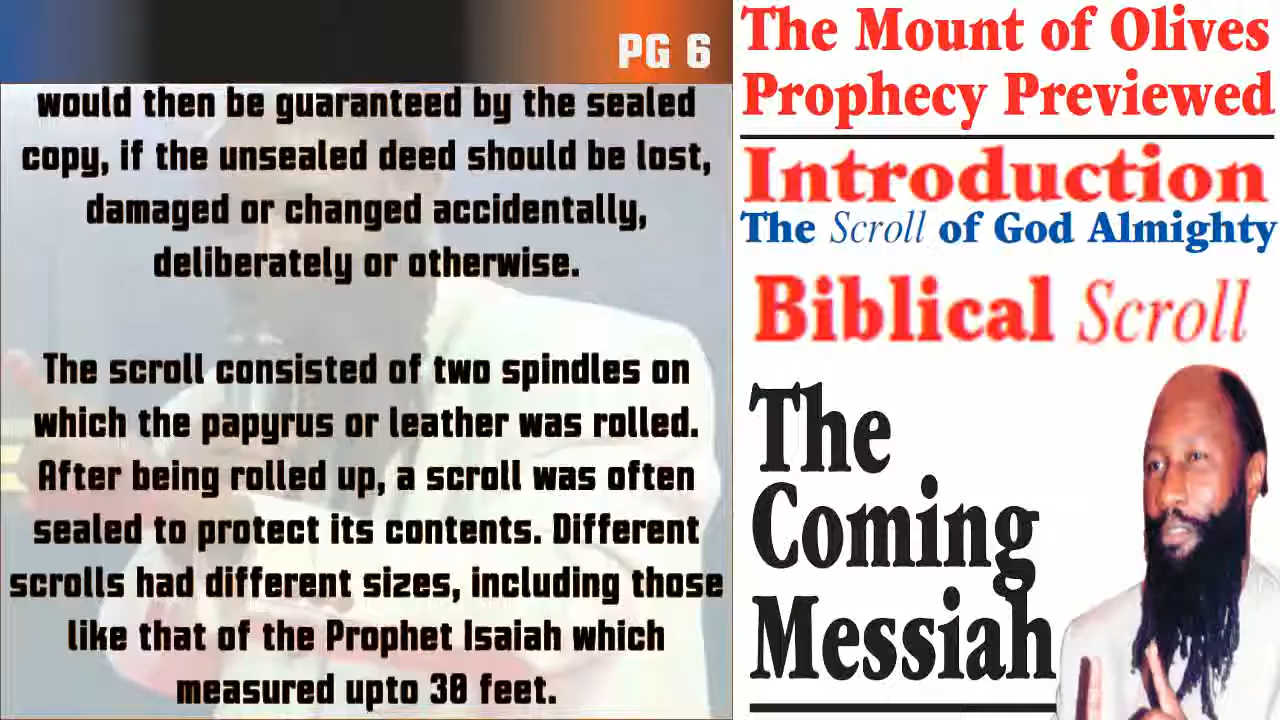 PG 6
would then be guaranteed by the sealed
copy, if the unsealed deed should be lost,
damaged or changed accidentally,
deliberately or otherwise.
The scroll consisted of two spindles on
which the papyrus or leather was rolled.
After being rolled up, a scroll was often
sealed to protect its contents. Different
scrolls had different sizes, including those
like that of the Prophet Isaiah which
measured upto 30 feet.
The Mount of Olives
Prophecy Previewed
Introduction
The Scroll of God Almighty
Biblical Scroll
The
Coming
Messiah